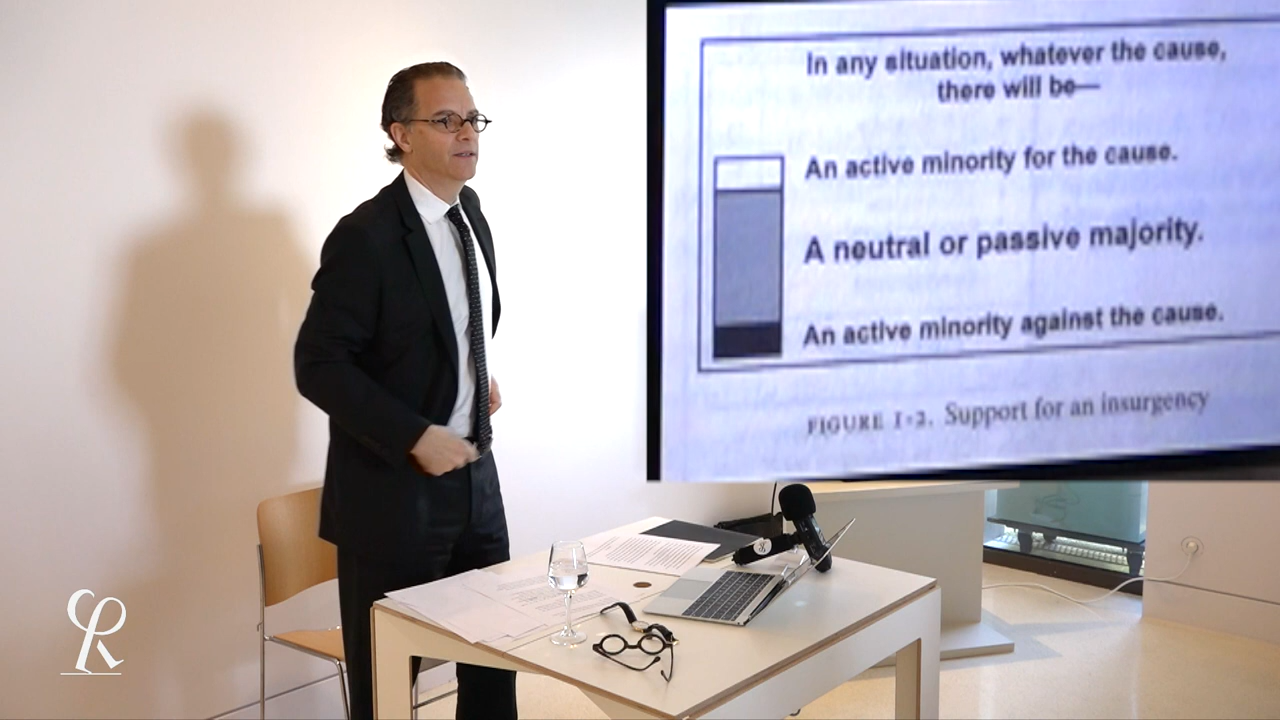 In any situation, whatever the cause,
there will be—
An active minority for the cause.
A neutral or passive majority.
An active minority against the cause.
FIGURE I-2. Support for an insurgency